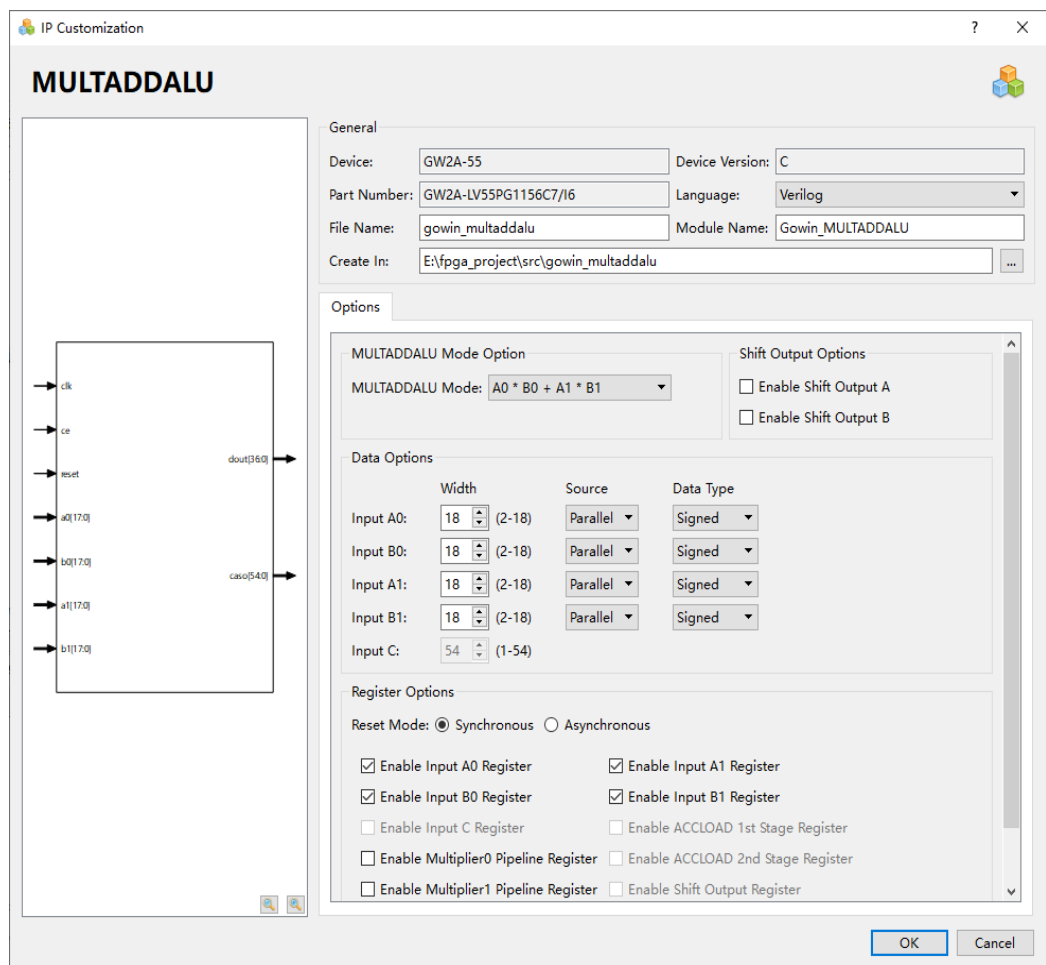 IP Customization ? ×
MULTADDALU
clk
ce
reset
a0[17:0]
b0[17:0]
a1[17:0]
b1[17:0]
dout[36:0]
caso[54:0]
General
Device: GW2A-55 Device Version: C
Part Number: GW2A-LV55PG1156C7/I6 Language: Verilog
File Name: gowin_multaddalu Module Name: Gowin_MULTADDALU
Create In: E:\fpga_project\src\gowin_multaddalu ...
Options
MULTADDALU Mode Option
MULTADDALU Mode: A0 * B0 + A1 * B1
Shift Output Options
Enable Shift Output A
Enable Shift Output B
Data Options
Width Source Data Type
Input A0: 18 (2-18) Parallel Signed
Input B0: 18 (2-18) Parallel Signed
Input A1: 18 (2-18) Parallel Signed
Input B1: 18 (2-18) Parallel Signed
Input C: 54 (1-54)
Register Options
Reset Mode: Synchronous Asynchronous
Enable Input A0 Register Enable Input A1 Register
Enable Input B0 Register Enable Input B1 Register
Enable Input C Register Enable ACCLOAD 1st Stage Register
Enable Multiplier0 Pipeline Register Enable ACCLOAD 2nd Stage Register
Enable Multiplier1 Pipeline Register Enable Shift Output Register
OK Cancel